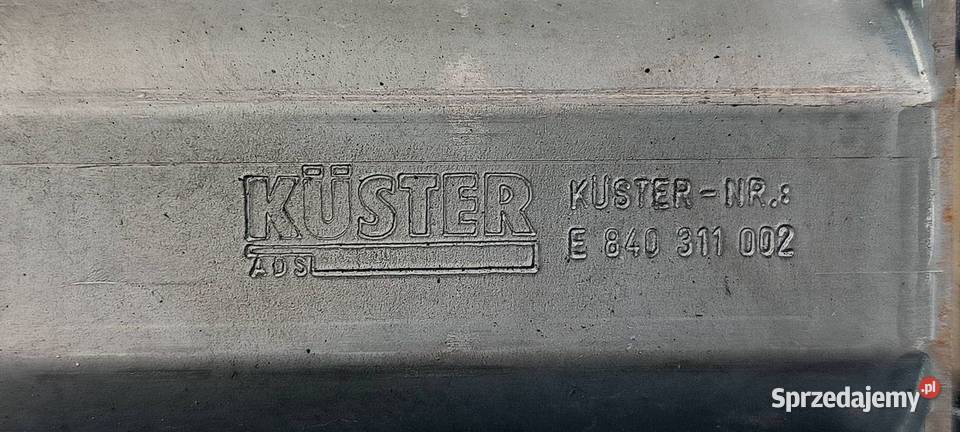 KÜSTER
ADS
KÜSTER-NR.:
E 840 311 002
Sprzedajemy.pl